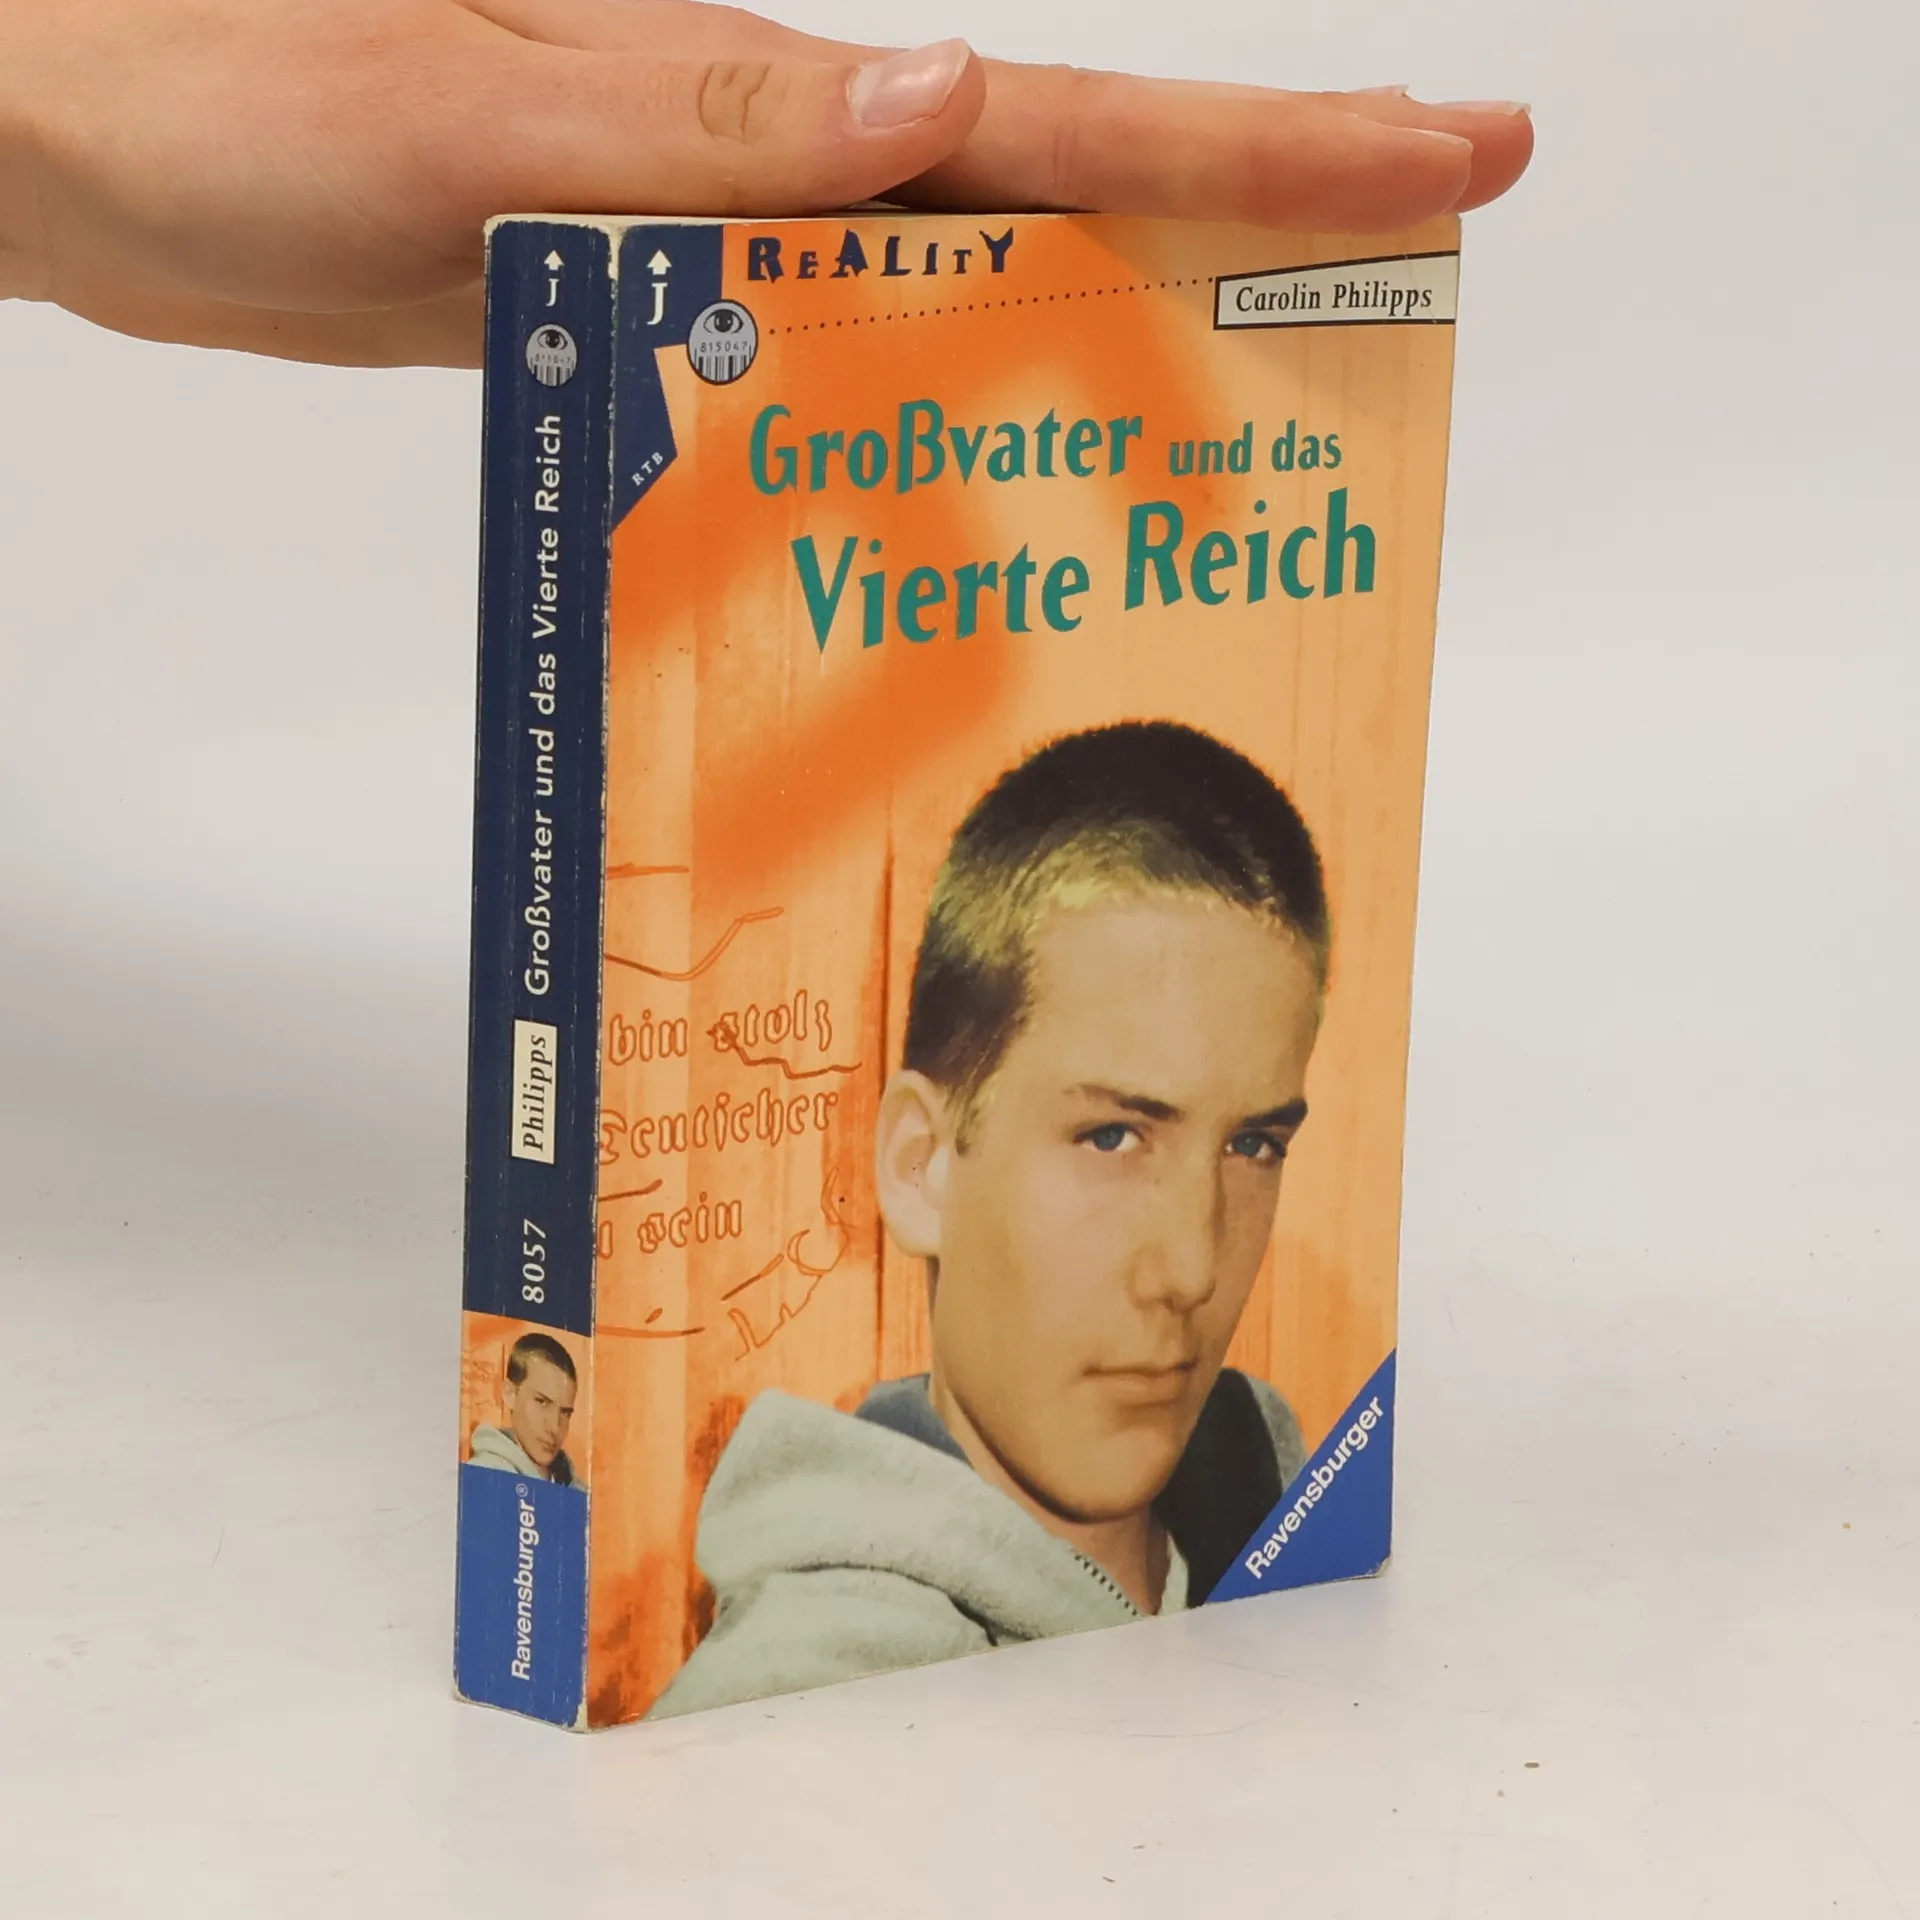 J
815047
Großvater und das Vierte Reich
Philipps
8057
Ravensburger®
J
REALITY
815047
Carolin Philipps
RTB
Großvater und das
Vierte Reich
bin stolz
Deutscher
sein
Ravensburger